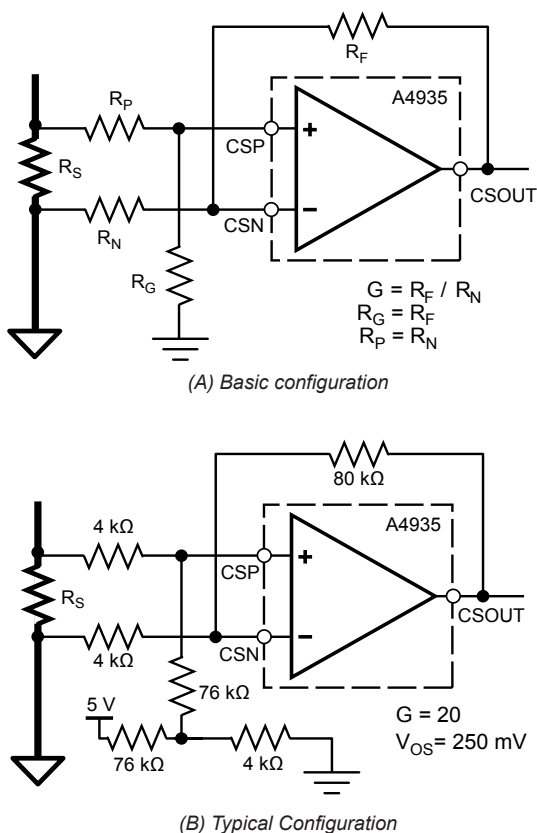 R_F
A4935
R_P
CSP
+
R_S
CSOUT
R_N
CSN
−
R_G
G = R_F / R_N
R_G = R_F
R_P = R_N
(A) Basic configuration
80 kΩ
A4935
4 kΩ
CSP
+
R_S
CSOUT
4 kΩ
CSN
−
76 kΩ
5 V
G = 20
V_OS = 250 mV
76 kΩ
4 kΩ
(B) Typical Configuration